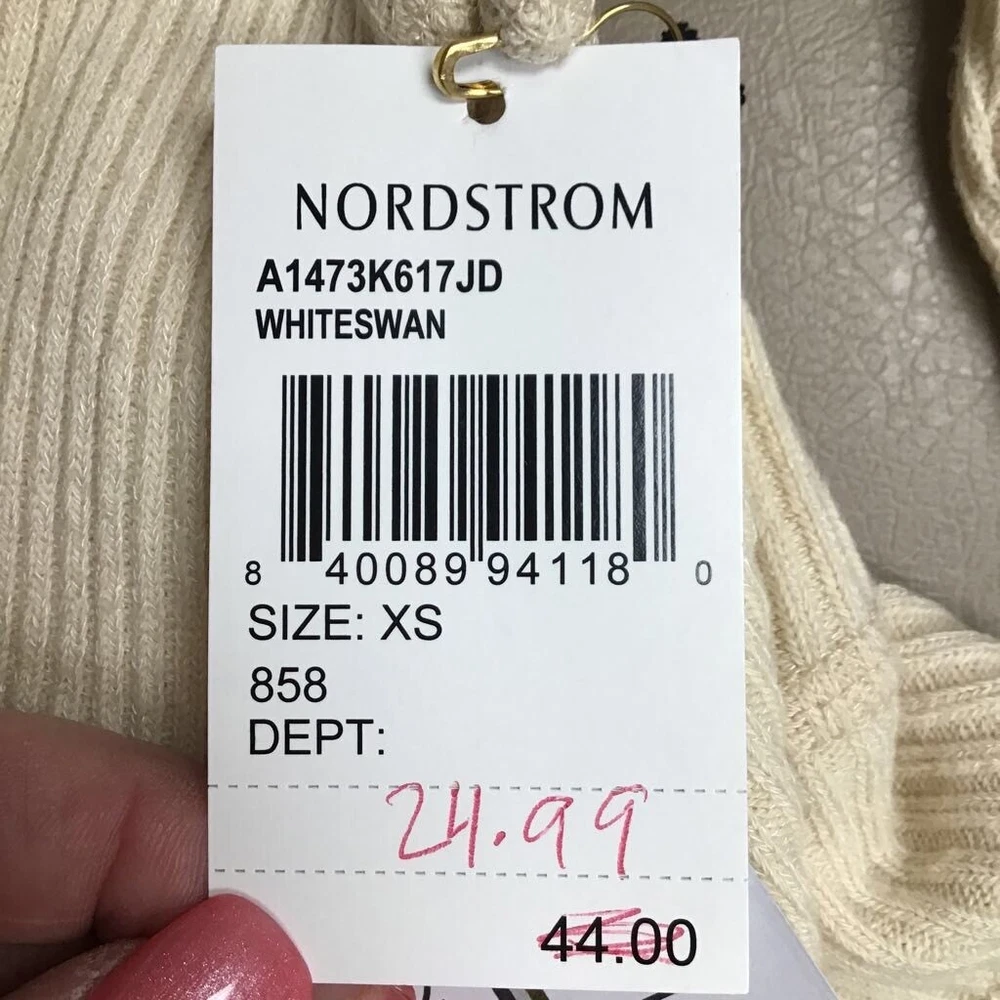 NORDSTROM
A1473K617JD
WHITESWAN
8 40089 94118 0
SIZE: XS
858
DEPT:
24.99
44.00